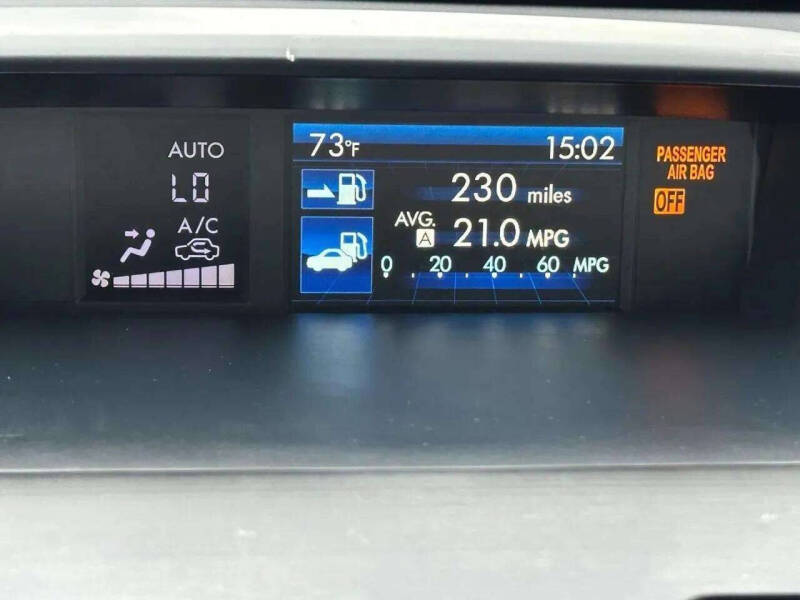 AUTO
LO
A/C
73°F 15:02
230 miles
AVG.
A 21.0 MPG
0 20 40 60 MPG
PASSENGER
AIR BAG
OFF